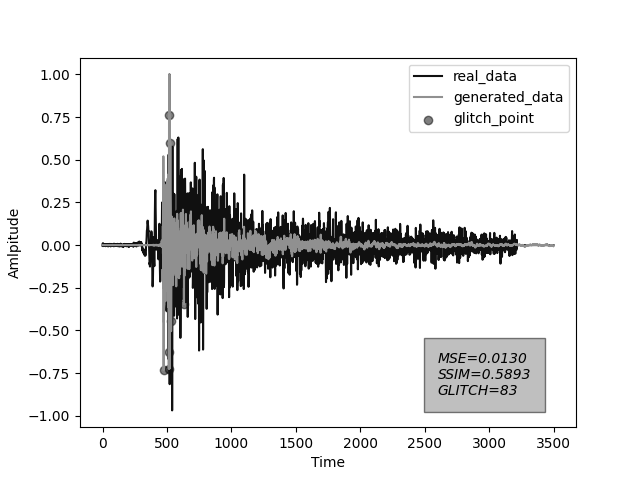 real_data
generated_data
glitch_point
1.00
0.75
0.50
0.25
0.00
−0.25
−0.50
−0.75
−1.00
Amlpitude
MSE=0.0130
SSIM=0.5893
GLITCH=83
0 500 1000 1500 2000 2500 3000 3500
Time